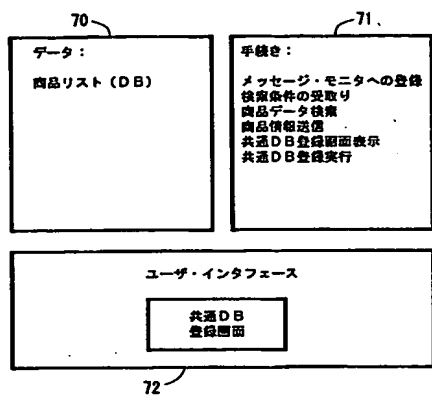 70
71
データ：
商品リスト（DB）
手続き：
メッセージ・モニタへの登録
検索条件の受取り
商品データ検索
商品情報送信
共通DB登録画面表示
共通DB登録実行
ユーザ・インタフェース
共通DB
登録画面
72